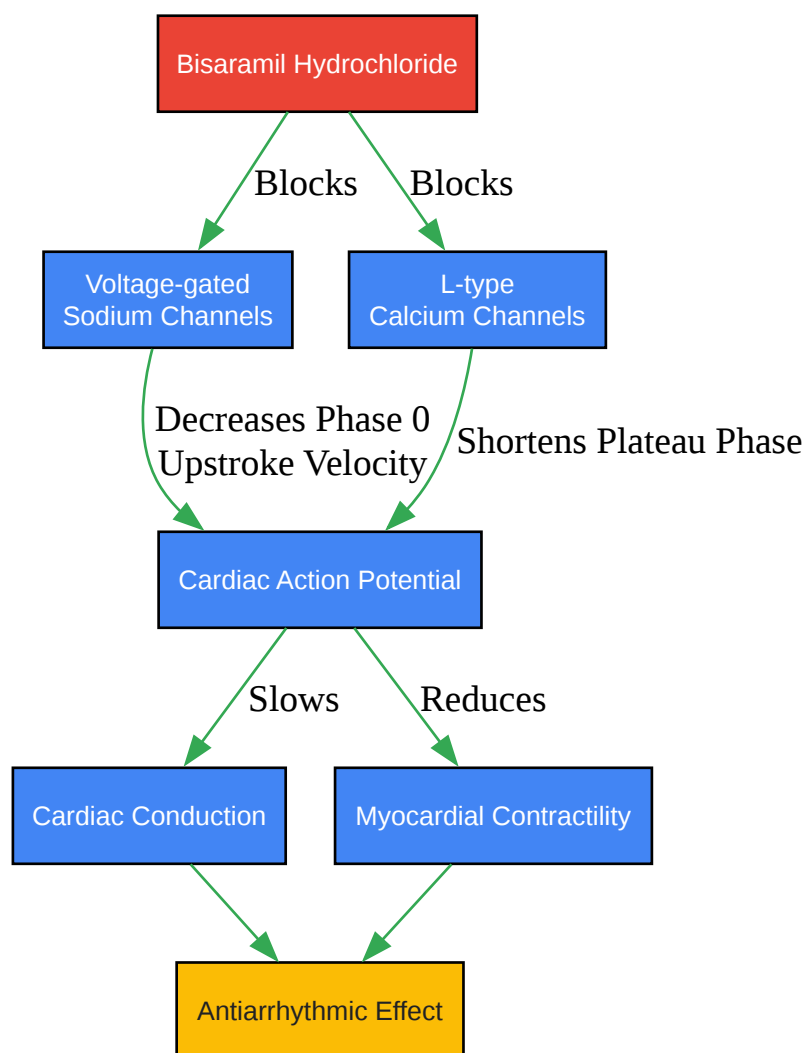 Bisaramil Hydrochloride
Blocks
Blocks
Voltage-gated
Sodium Channels
L-type
Calcium Channels
Decreases Phase 0
Upstroke Velocity
Shortens Plateau Phase
Cardiac Action Potential
Slows
Reduces
Cardiac Conduction
Myocardial Contractility
Antiarrhythmic Effect